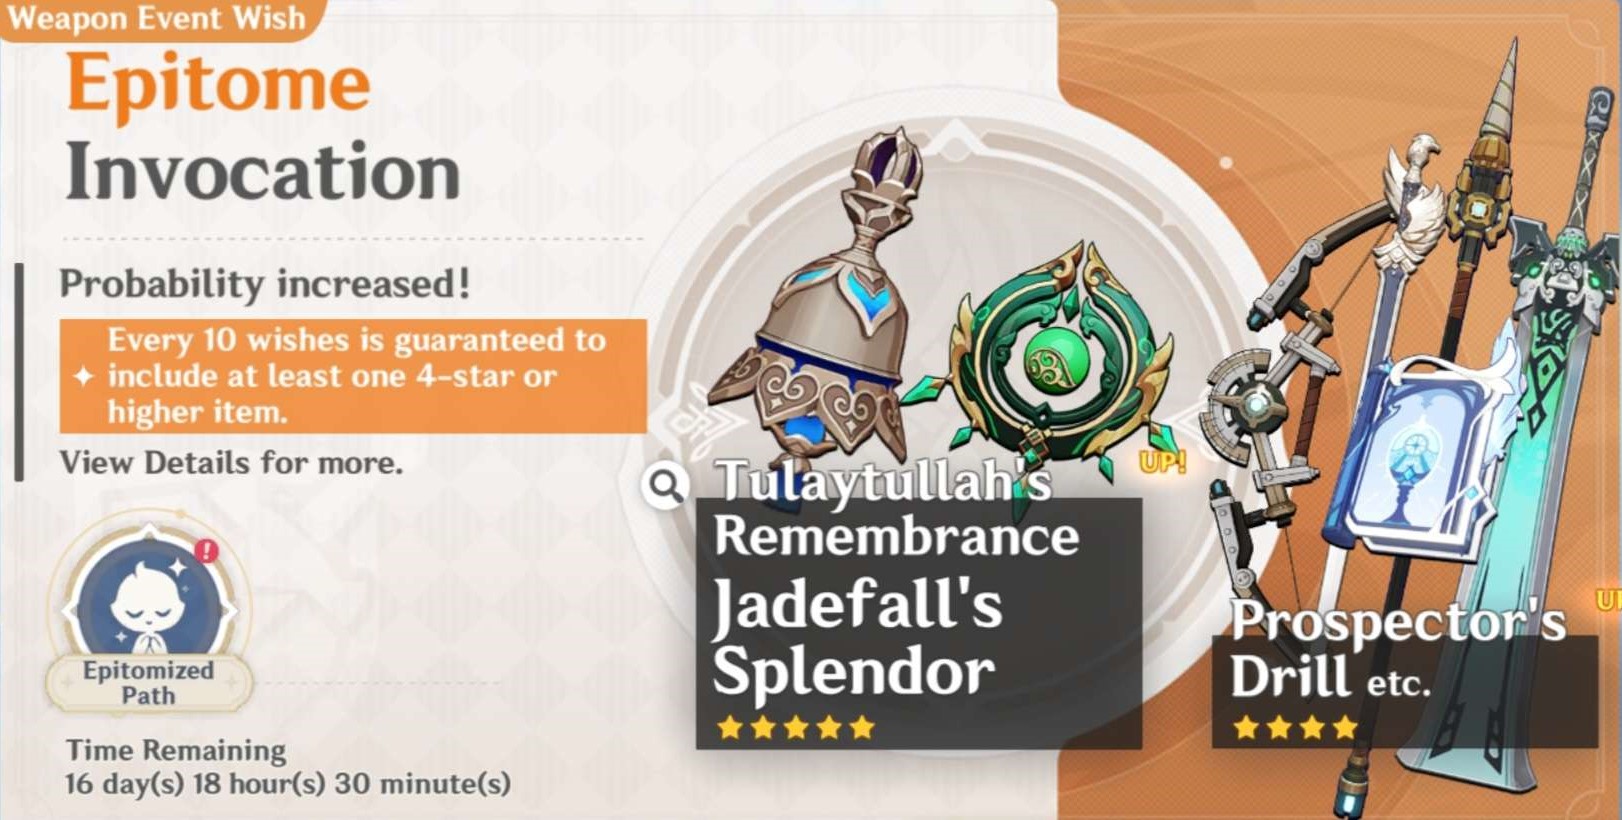 Weapon Event Wish
Epitome
Invocation
Probability increased!
Every 10 wishes is guaranteed to
include at least one 4-star or
higher item.
View Details for more.
Epitomized
Path
Time Remaining
16 day(s) 18 hour(s) 30 minute(s)
UP!
Tulaytullah's
Remembrance
Jadefall's
Splendor
Prospector's
Drill etc.